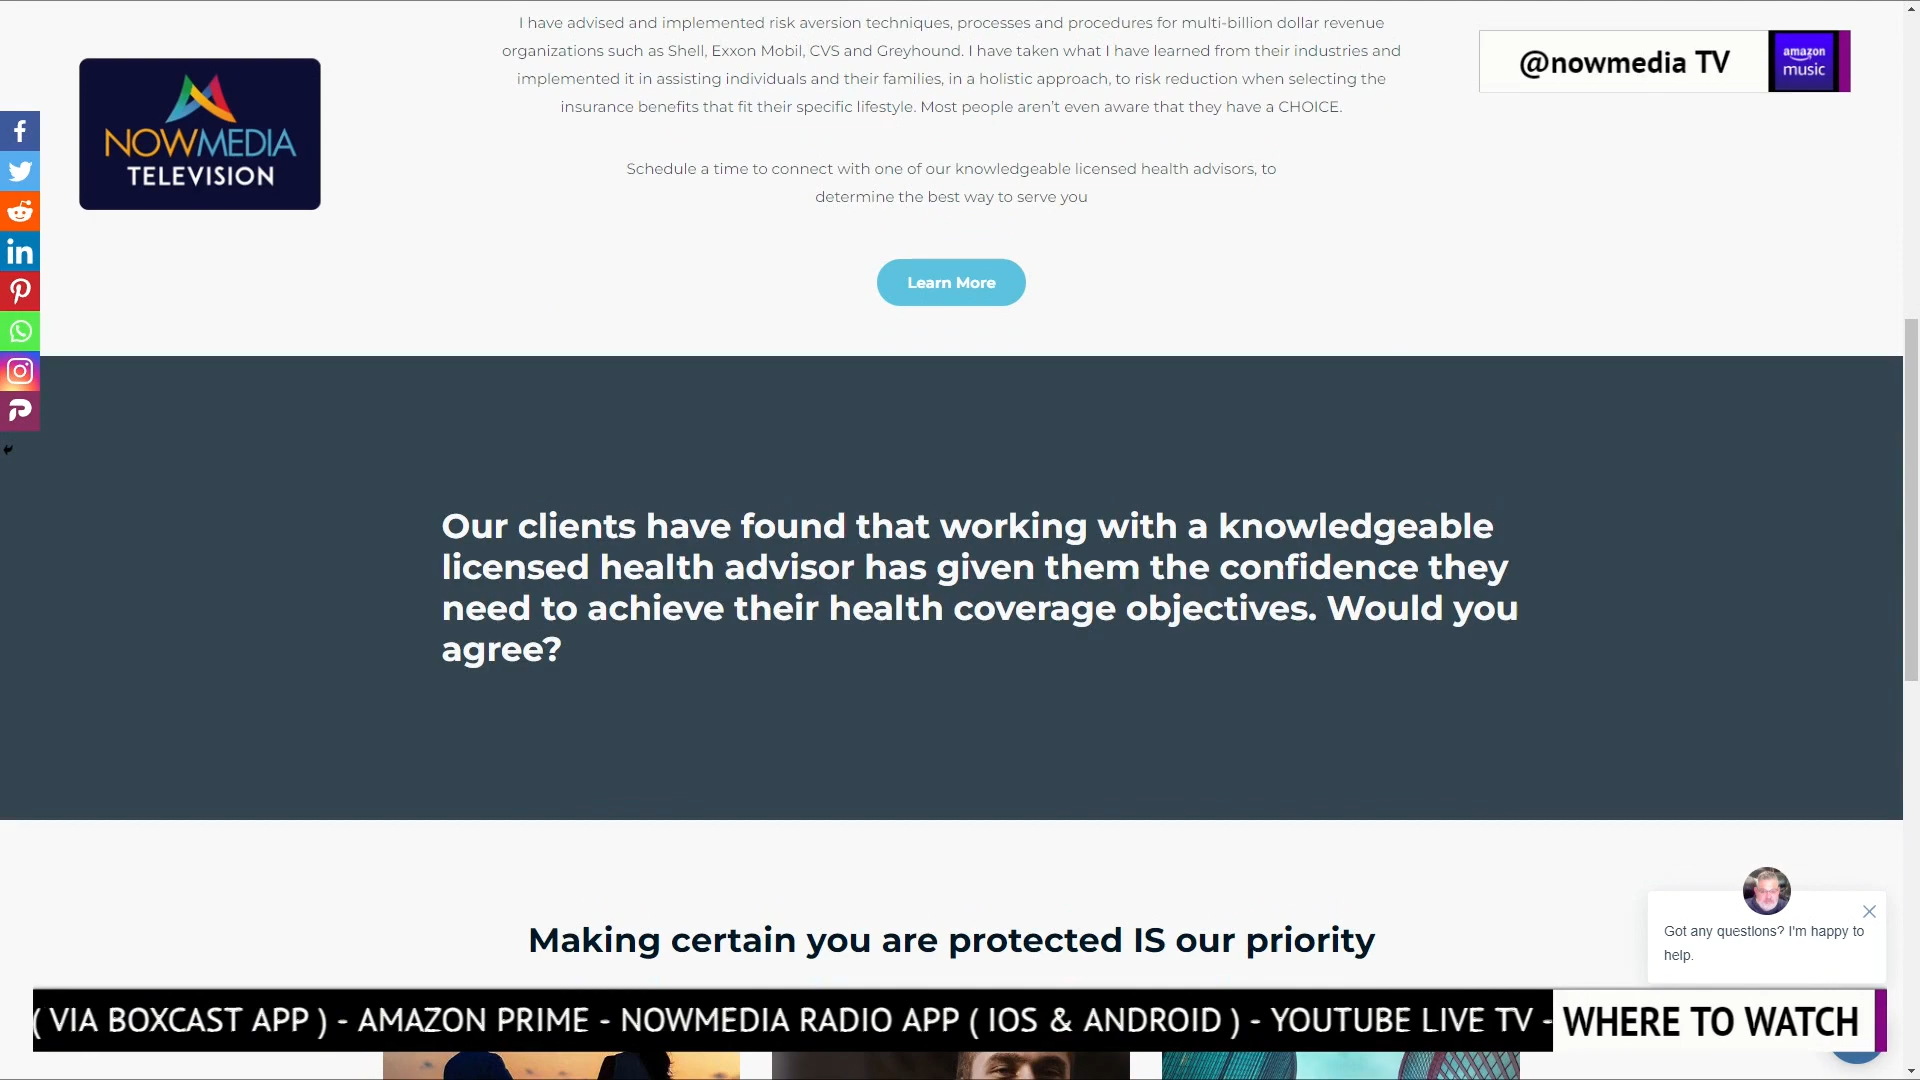 I have advised and implemented risk aversion techniques, processes and procedures for multi-billion dollar revenue
organizations such as Shell, Exxon Mobil, CVS and Greyhound. I have taken what I have learned from their industries and
implemented it in assisting individuals and their families, in a holistic approach, to risk reduction when selecting the
insurance benefits that fit their specific lifestyle. Most people aren't even aware that they have a CHOICE.
@nowmedia TV
amazon
music
NOWMEDIA
TELEVISION
Schedule a time to connect with one of our knowledgeable licensed health advisors, to
determine the best way to serve you
Learn More
Our clients have found that working with a knowledgeable
licensed health advisor has given them the confidence they
need to achieve their health coverage objectives. Would you
agree?
Making certain you are protected IS our priority
Got any questions? I'm happy to
help.
( VIA BOXCAST APP ) - AMAZON PRIME - NOWMEDIA RADIO APP ( IOS & ANDROID ) - YOUTUBE LIVE TV -
WHERE TO WATCH